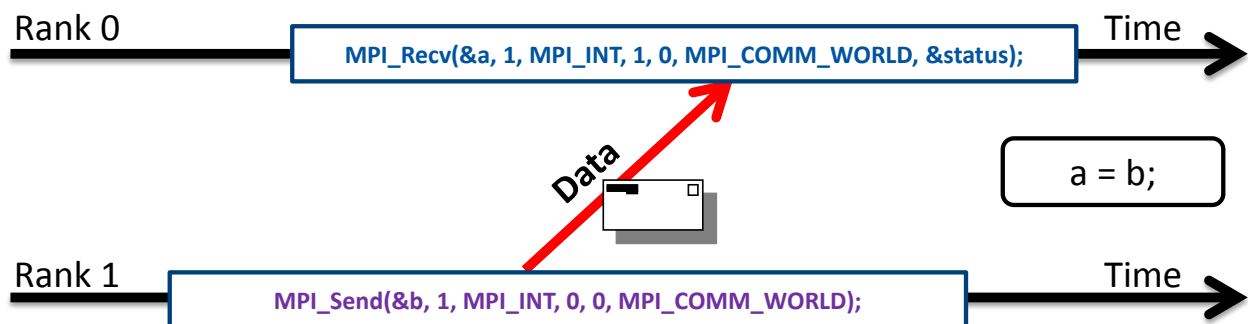 Rank 0
Time
MPI_Recv(&a, 1, MPI_INT, 1, 0, MPI_COMM_WORLD, &status);
Data
a = b;
Rank 1
Time
MPI_Send(&b, 1, MPI_INT, 0, 0, MPI_COMM_WORLD);